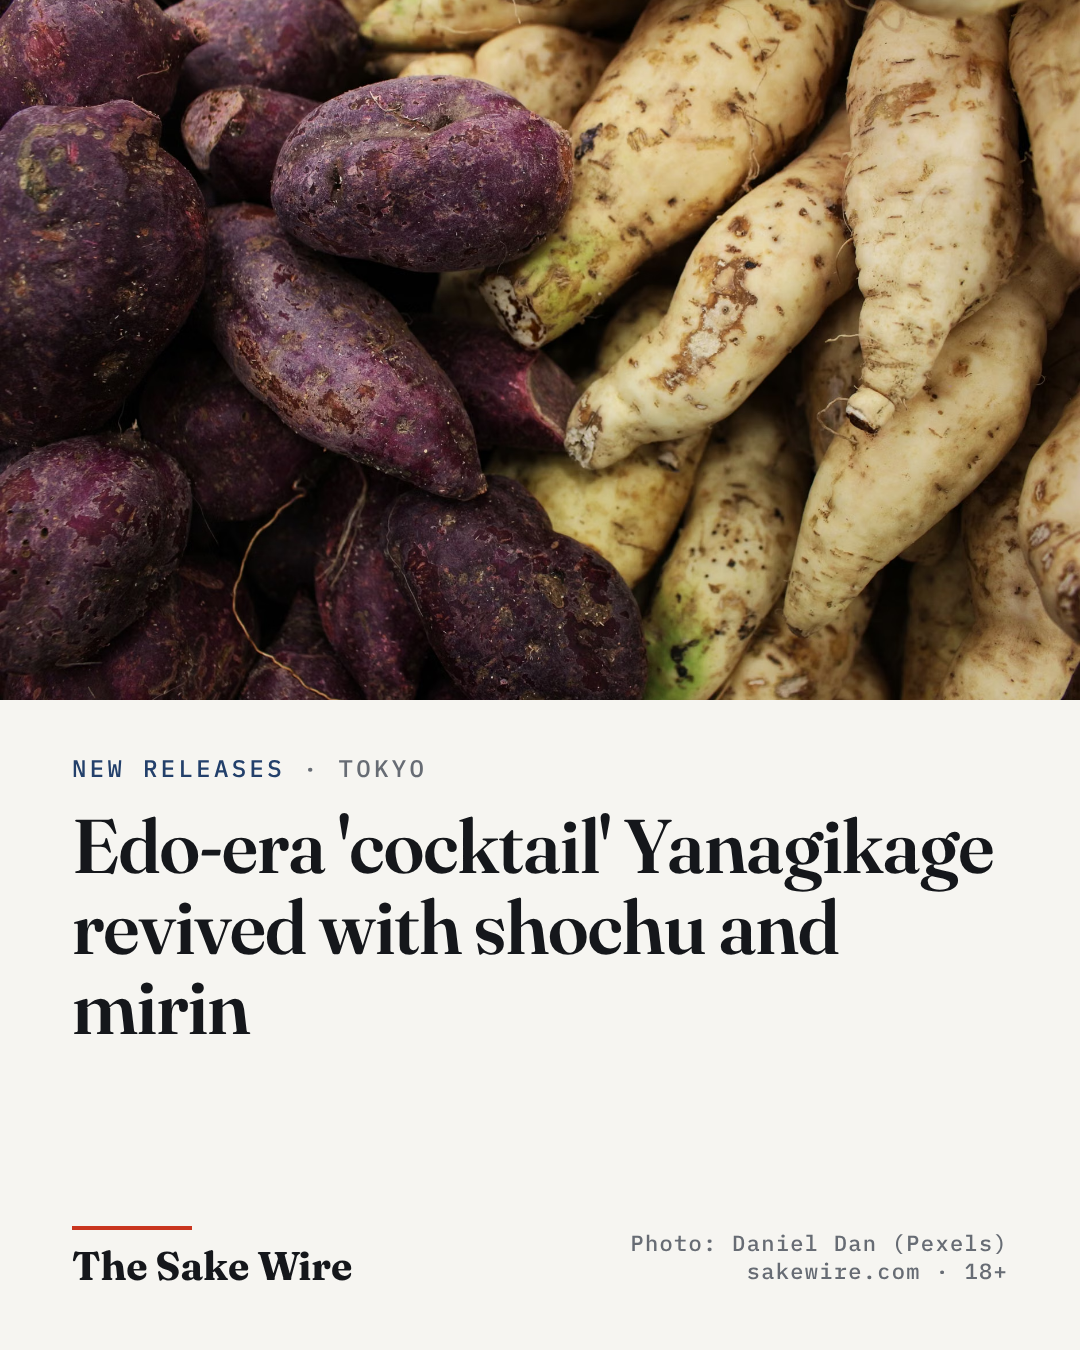 NEW RELEASES · TOKYO
Edo-era 'cocktail' Yanagikage
revived with shochu and
mirin
The Sake Wire
Photo: Daniel Dan (Pexels)
sakewire.com · 18+